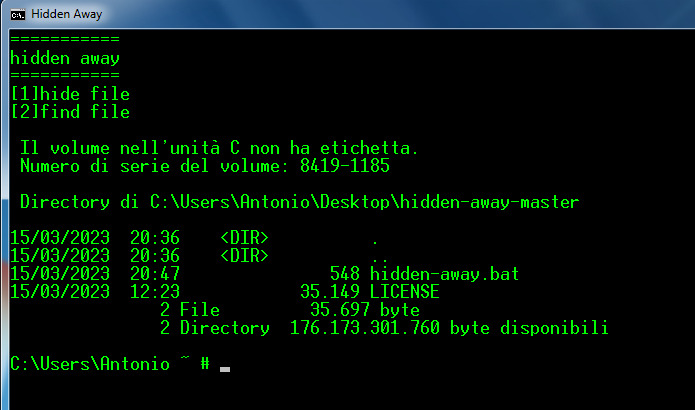 C:\. Hidden Away
===========
hidden away
===========
[1]hide file
[2]find file
Il volume nell'unità C non ha etichetta.
Numero di serie del volume: 8419-1185
Directory di C:\Users\Antonio\Desktop\hidden-away-master
15/03/2023  20:36    <DIR>          .
15/03/2023  20:36    <DIR>          ..
15/03/2023  20:47               548 hidden-away.bat
15/03/2023  12:23            35.149 LICENSE
2 File         35.697 byte
2 Directory  176.173.301.760 byte disponibili
C:\Users\Antonio ~ #